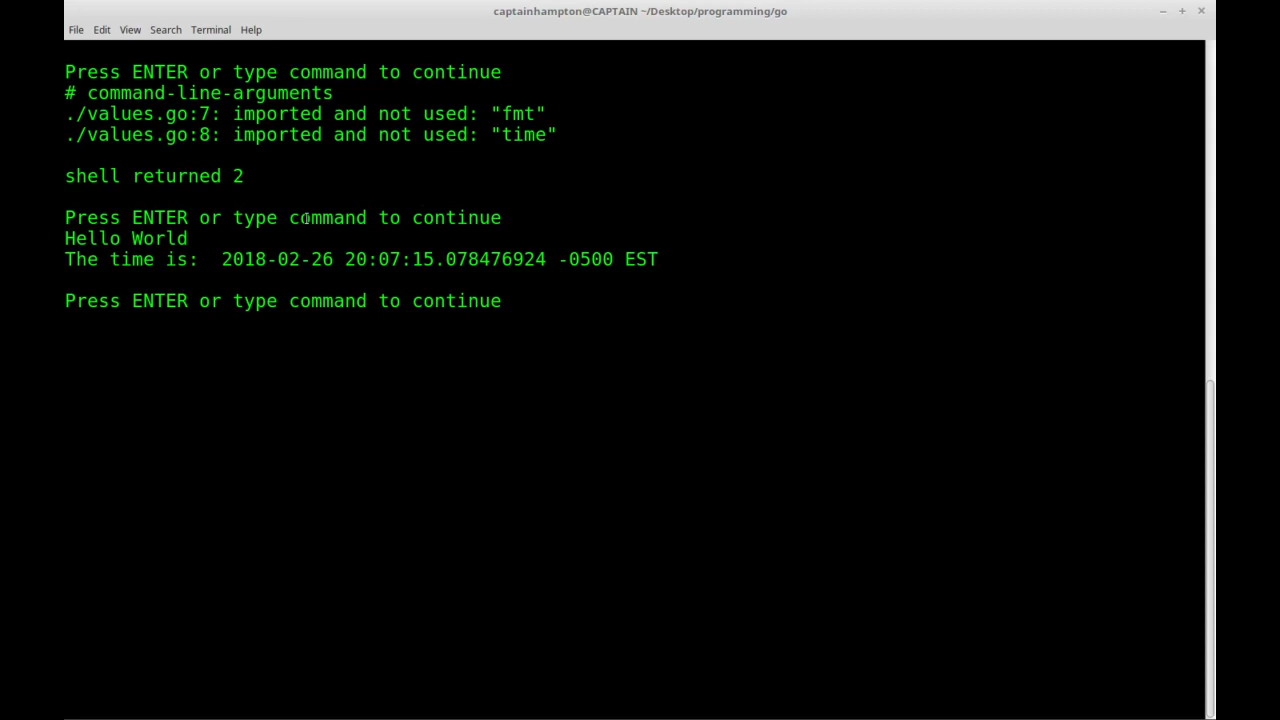 captainhampton@CAPTAIN ~/Desktop/programming/go
File Edit View Search Terminal Help
Press ENTER or type command to continue
# command-line-arguments
./values.go:7: imported and not used: "fmt"
./values.go:8: imported and not used: "time"
shell returned 2
Press ENTER or type command to continue
Hello World
The time is:  2018-02-26 20:07:15.078476924 -0500 EST
Press ENTER or type command to continue